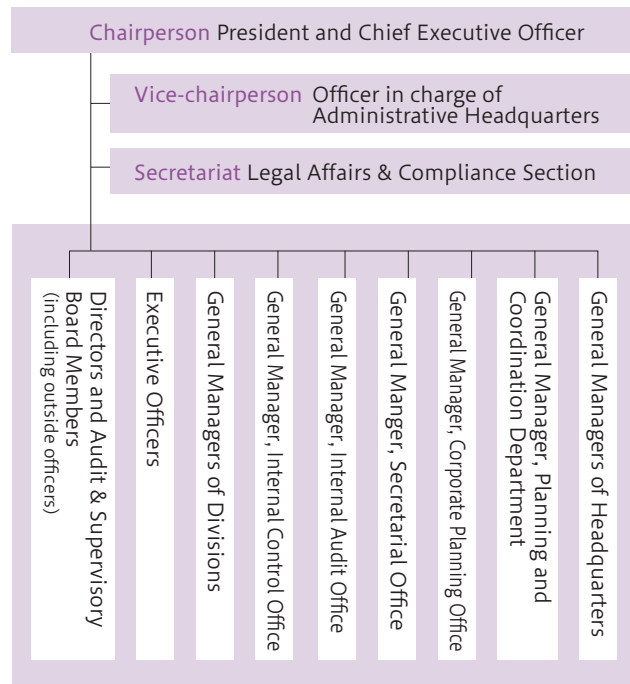 Chairperson President and Chief Executive Officer
Vice-chairperson Officer in charge of
Administrative Headquarters
Secretariat Legal Affairs & Compliance Section
Directors and Audit & Supervisory
Board Members
(including outside officers)
Executive Officers
General Managers of Divisions
General Manager, Internal Control Office
General Manager, Internal Audit Office
General Manger, Secretarial Office
General Manager, Corporate Planning Office
General Manager, Planning and
Coordination Department
General Managers of Headquarters